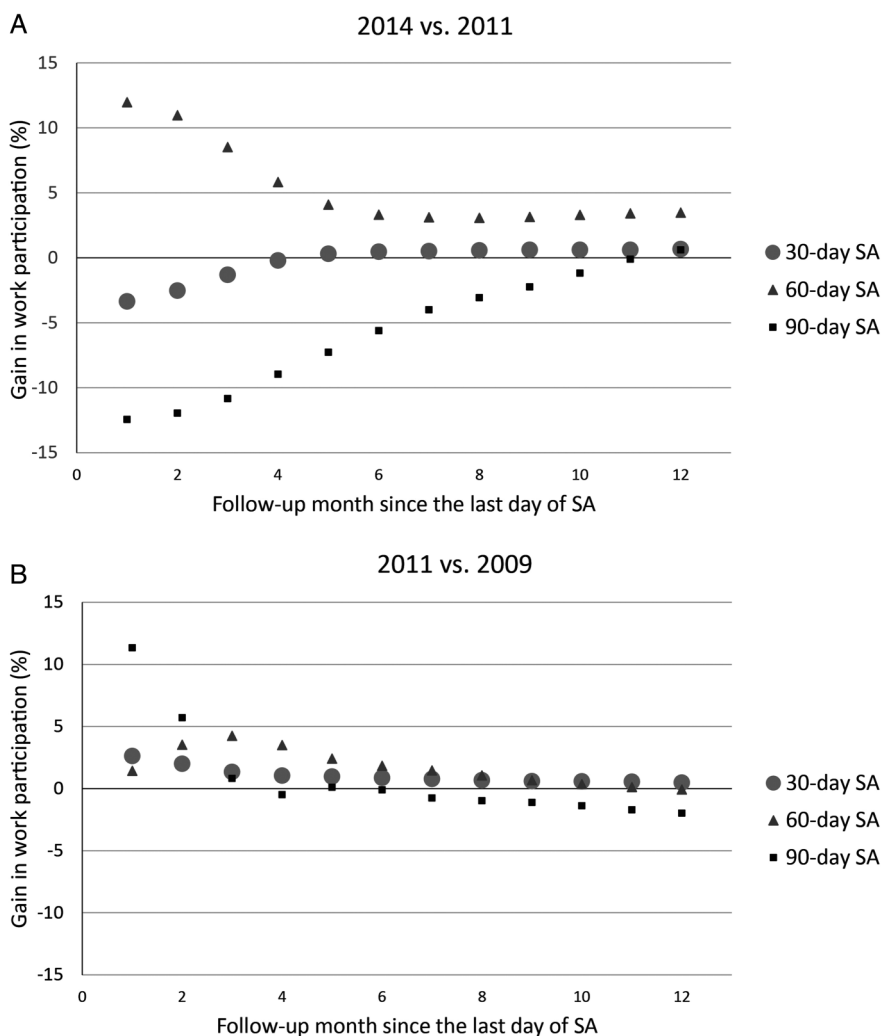 A
2014 vs. 2011
15
10
5
0
-5
-10
-15
Gain in work participation (%)
0 2 4 6 8 10 12
Follow-up month since the last day of SA
30-day SA
60-day SA
90-day SA
B
2011 vs. 2009
15
10
5
0
-5
-10
-15
Gain in work participation (%)
0 2 4 6 8 10 12
Follow-up month since the last day of SA
30-day SA
60-day SA
90-day SA